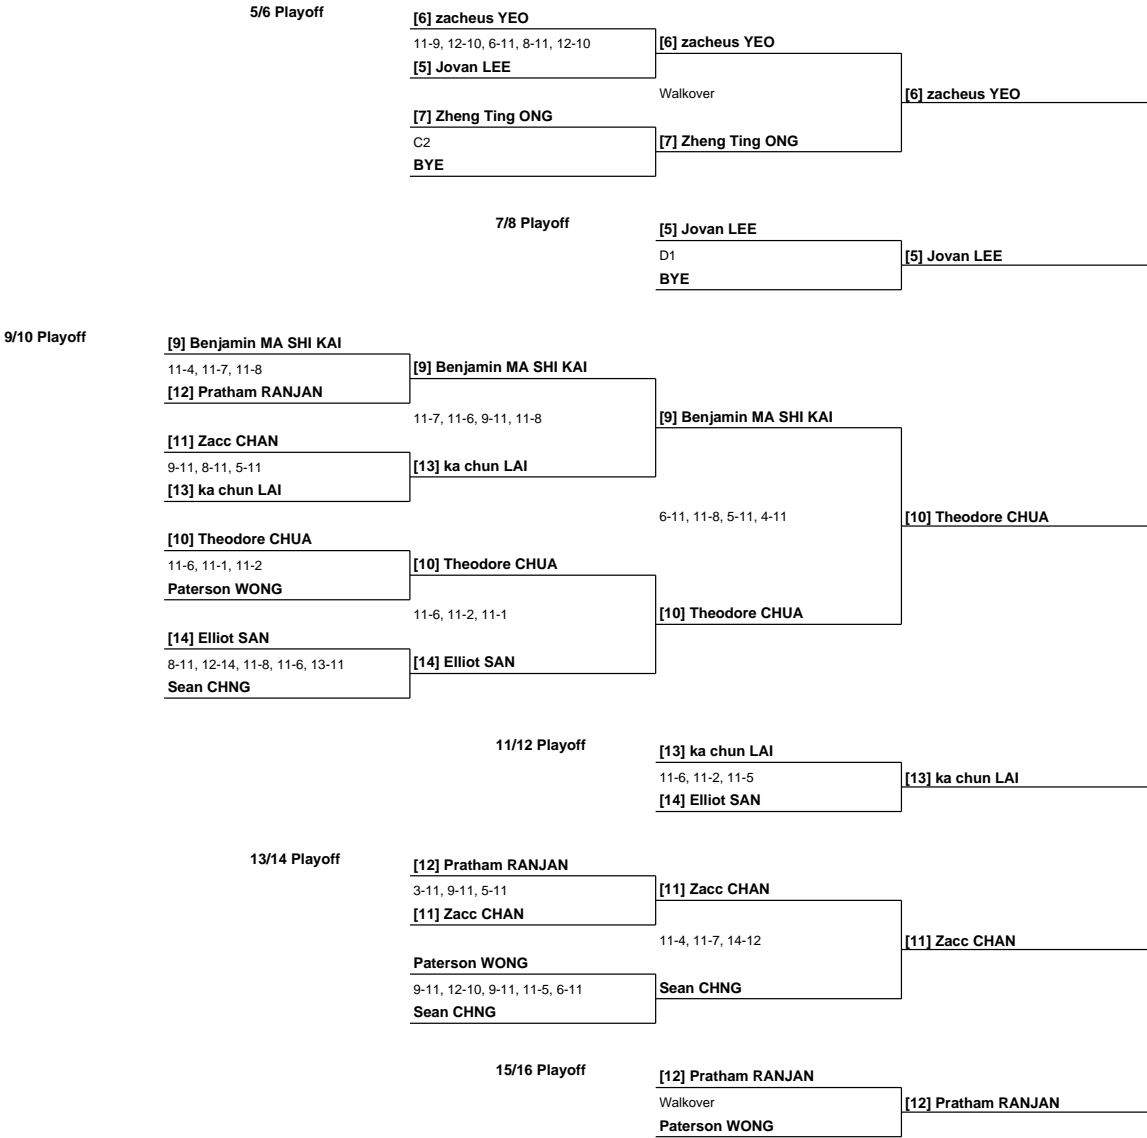 5/6 Playoff
[6] zacheus YEO
11-9, 12-10, 6-11, 8-11, 12-10
[6] zacheus YEO
[5] Jovan LEE
Walkover
[6] zacheus YEO
[7] Zheng Ting ONG
C2
[7] Zheng Ting ONG
BYE
7/8 Playoff
[5] Jovan LEE
D1
[5] Jovan LEE
BYE
9/10 Playoff
[9] Benjamin MA SHI KAI
11-4, 11-7, 11-8
[9] Benjamin MA SHI KAI
[12] Pratham RANJAN
11-7, 11-6, 9-11, 11-8
[9] Benjamin MA SHI KAI
[11] Zacc CHAN
9-11, 8-11, 5-11
[13] ka chun LAI
[13] ka chun LAI
6-11, 11-8, 5-11, 4-11
[10] Theodore CHUA
[10] Theodore CHUA
11-6, 11-1, 11-2
[10] Theodore CHUA
Paterson WONG
11-6, 11-2, 11-1
[10] Theodore CHUA
[14] Elliot SAN
8-11, 12-14, 11-8, 11-6, 13-11
[14] Elliot SAN
Sean CHNG
11/12 Playoff
[13] ka chun LAI
11-6, 11-2, 11-5
[13] ka chun LAI
[14] Elliot SAN
13/14 Playoff
[12] Pratham RANJAN
3-11, 9-11, 5-11
[11] Zacc CHAN
[11] Zacc CHAN
11-4, 11-7, 14-12
[11] Zacc CHAN
Paterson WONG
9-11, 12-10, 9-11, 11-5, 6-11
Sean CHNG
Sean CHNG
15/16 Playoff
[12] Pratham RANJAN
Walkover
[12] Pratham RANJAN
Paterson WONG